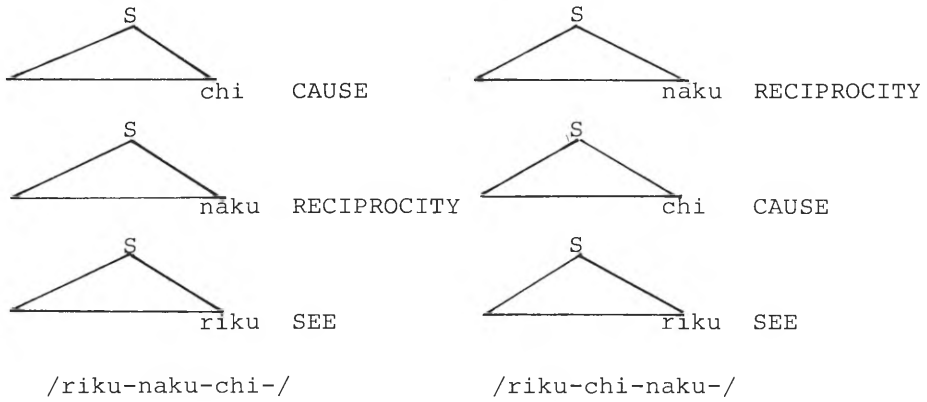 S S
chi CAUSE naku RECIPROCITY
S S
naku RECIPROCITY chi CAUSE
S S
riku SEE riku SEE
/riku-naku-chi-/ /riku-chi-naku-/